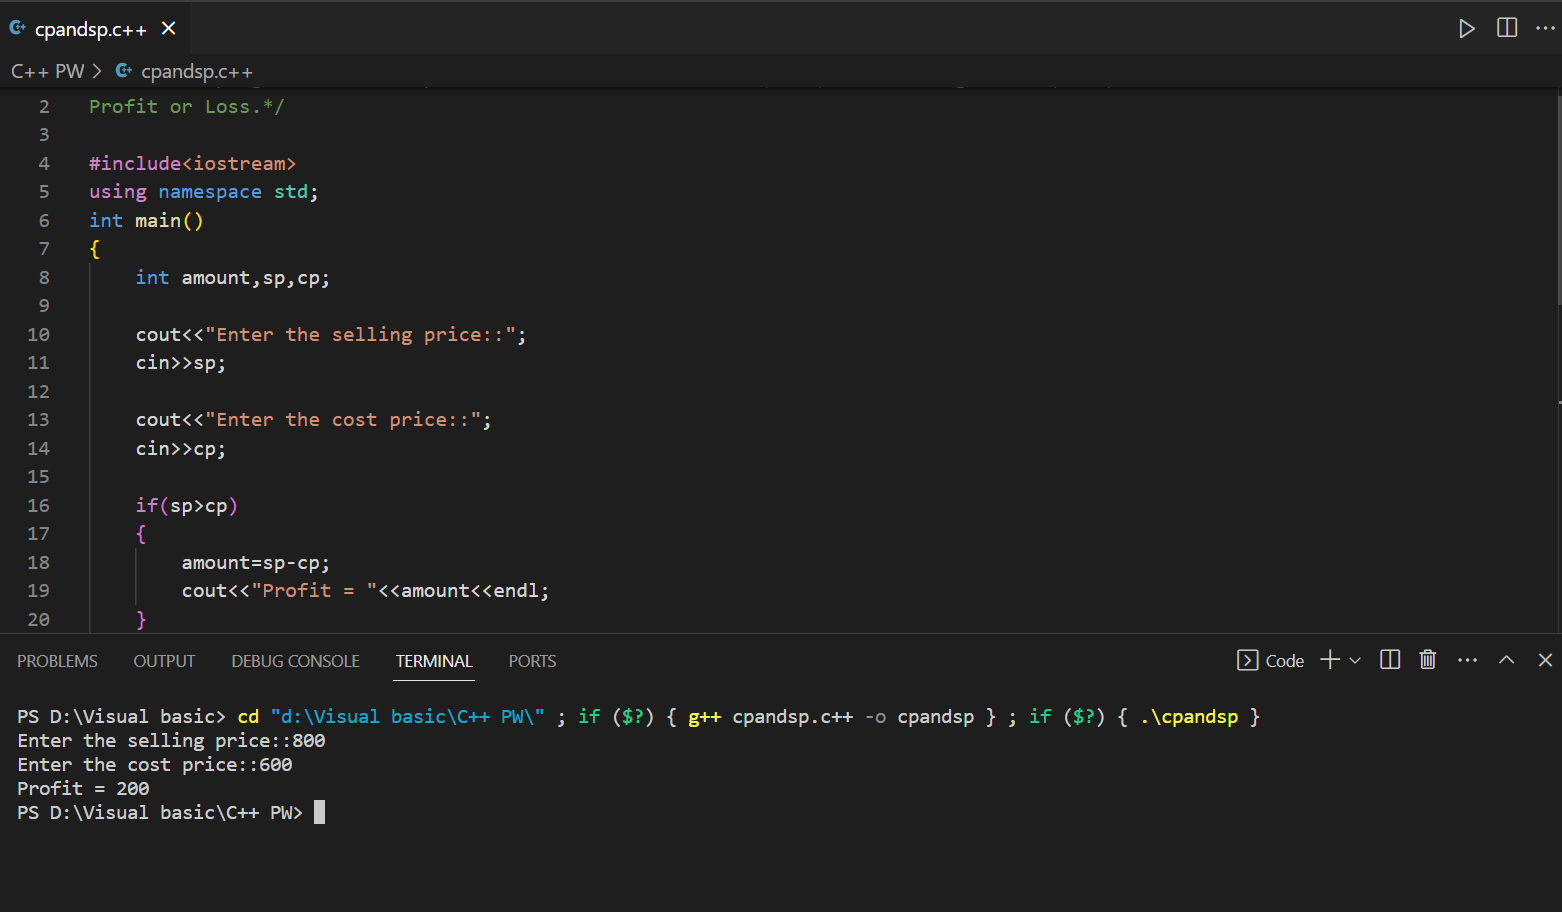 cpandsp.c++
C++ PW > cpandsp.c++
2 Profit or Loss.*/
3
4 #include<iostream>
5 using namespace std;
6 int main()
7 {
8 int amount,sp,cp;
9
10 cout<<"Enter the selling price::";
11 cin>>sp;
12
13 cout<<"Enter the cost price::";
14 cin>>cp;
15
16 if(sp>cp)
17 {
18 amount=sp-cp;
19 cout<<"Profit = "<<amount<<endl;
20 }
PROBLEMS OUTPUT DEBUG CONSOLE TERMINAL PORTS Code
PS D:\Visual basic> cd "d:\Visual basic\C++ PW\" ; if ($?) { g++ cpandsp.c++ -o cpandsp } ; if ($?) { .\cpandsp }
Enter the selling price::800
Enter the cost price::600
Profit = 200
PS D:\Visual basic\C++ PW>